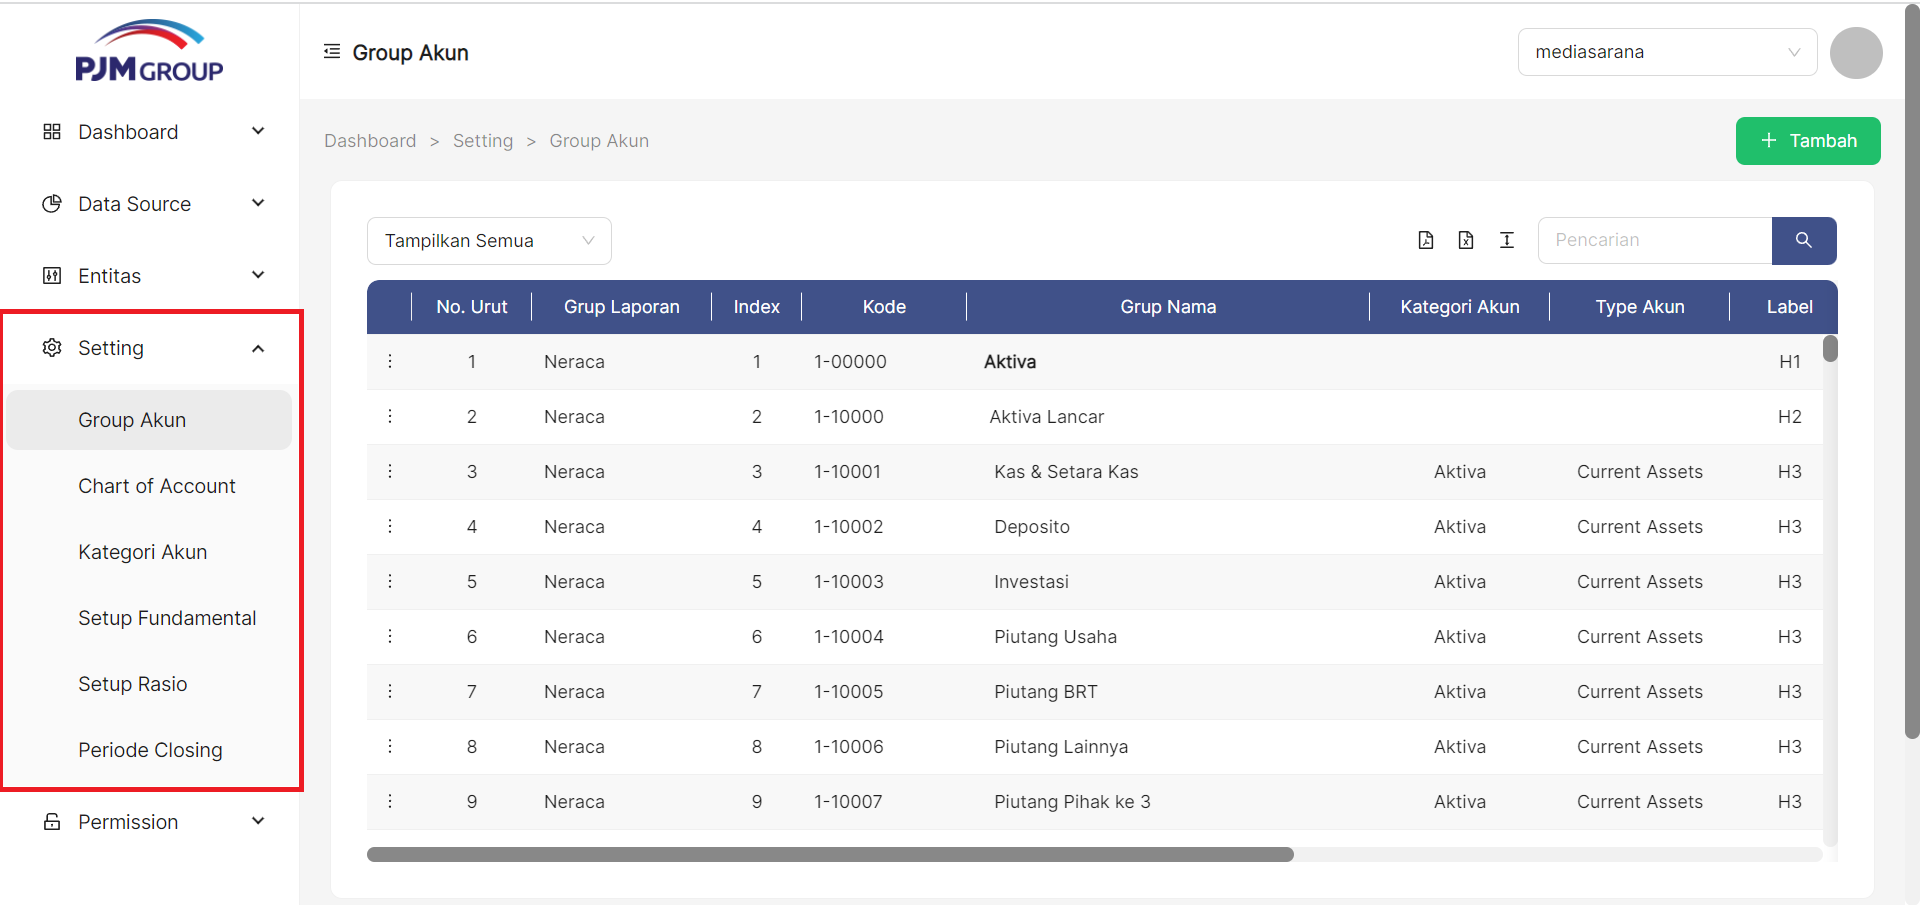 PJM GROUP
Group Akun
mediasarana
Dashboard
Data Source
Entitas
Setting
Group Akun
Chart of Account
Kategori Akun
Setup Fundamental
Setup Rasio
Periode Closing
Permission
Dashboard > Setting > Group Akun
+ Tambah
Tampilkan Semua
Pencarian
No. Urut Grup Laporan Index Kode Grup Nama Kategori Akun Type Akun Label
1 Neraca 1 1-00000 Aktiva H1
2 Neraca 2 1-10000 Aktiva Lancar H2
3 Neraca 3 1-10001 Kas & Setara Kas Aktiva Current Assets H3
4 Neraca 4 1-10002 Deposito Aktiva Current Assets H3
5 Neraca 5 1-10003 Investasi Aktiva Current Assets H3
6 Neraca 6 1-10004 Piutang Usaha Aktiva Current Assets H3
7 Neraca 7 1-10005 Piutang BRT Aktiva Current Assets H3
8 Neraca 8 1-10006 Piutang Lainnya Aktiva Current Assets H3
9 Neraca 9 1-10007 Piutang Pihak ke 3 Aktiva Current Assets H3